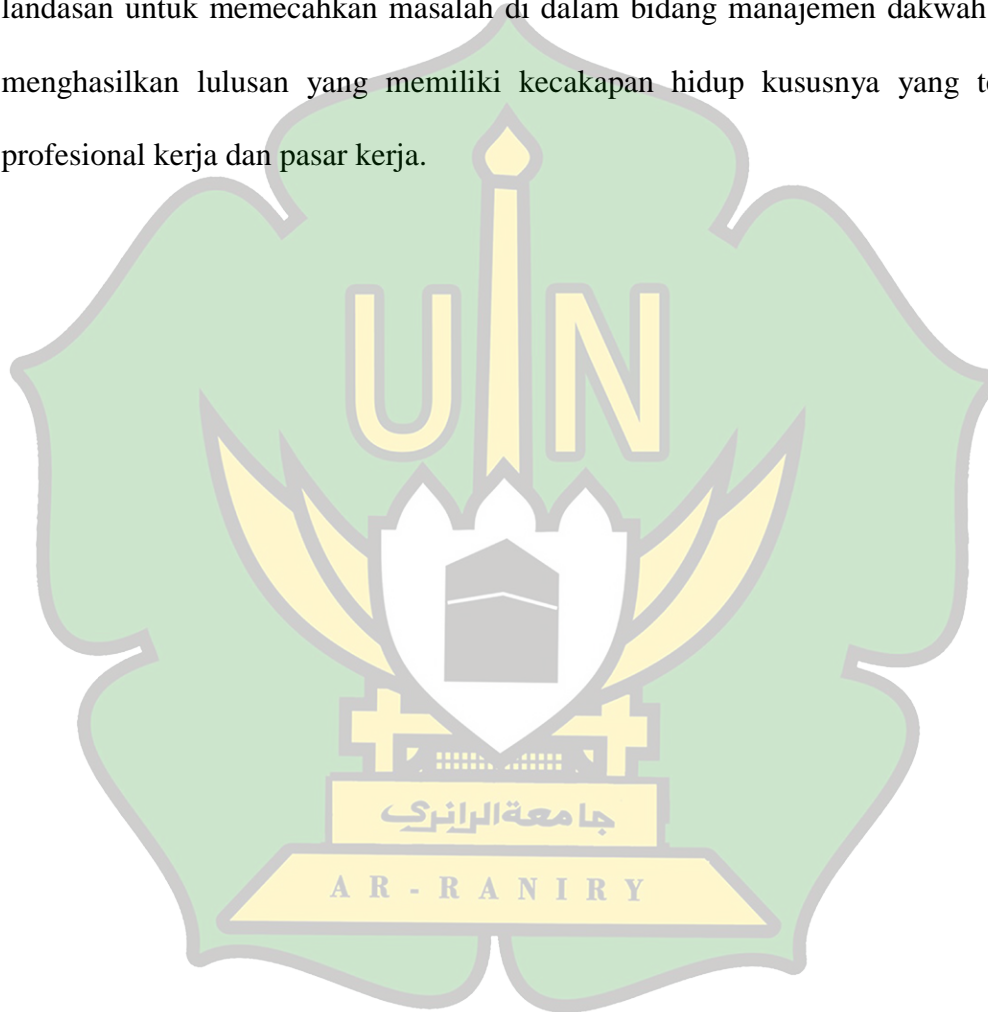 landasan untuk memecahkan masalah di dalam bidang manajemen dakwah
menghasilkan lulusan yang memiliki kecakapan hidup kususnya yang
profesional kerja dan pasar kerja.
UIN
جامعة الرانري
AR-RANIRY